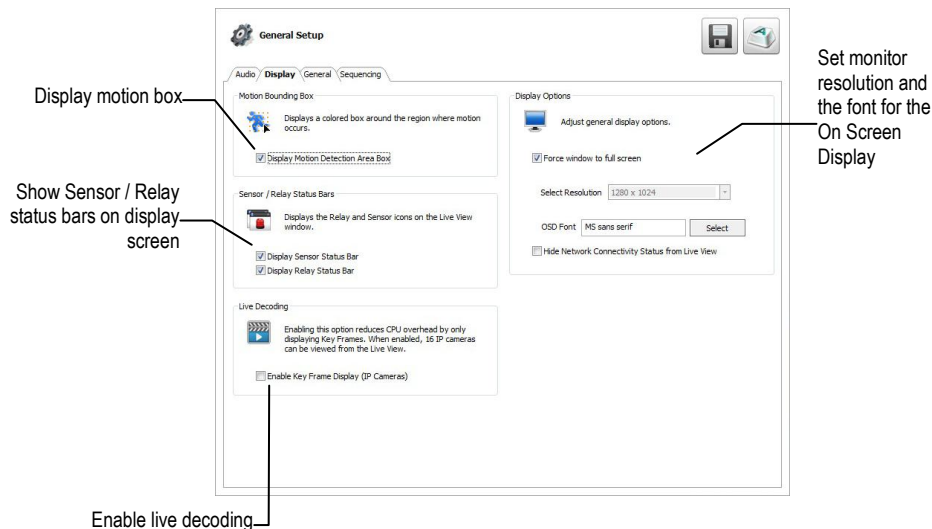 General Setup
Audio Display General Sequencing
Motion Bounding Box
Displays a colored box around the region where motion
occurs.
Display Motion Detection Area Box
Sensor / Relay Status Bars
Displays the Relay and Sensor icons on the Live View
window.
Display Sensor Status Bar
Display Relay Status Bar
Live Decoding
Enabling this option reduces CPU overhead by only
displaying Key Frames. When enabled, 16 IP cameras
can be viewed from the Live View.
Enable Key Frame Display (IP Cameras)
Display Options
Adjust general display options.
Force window to full screen
Select Resolution 1280 x 1024
OSD Font MS sans serif Select
Hide Network Connectivity Status from Live View
Display motion box
Show Sensor / Relay
status bars on display
screen
Enable live decoding
Set monitor
resolution and
the font for the
On Screen
Display